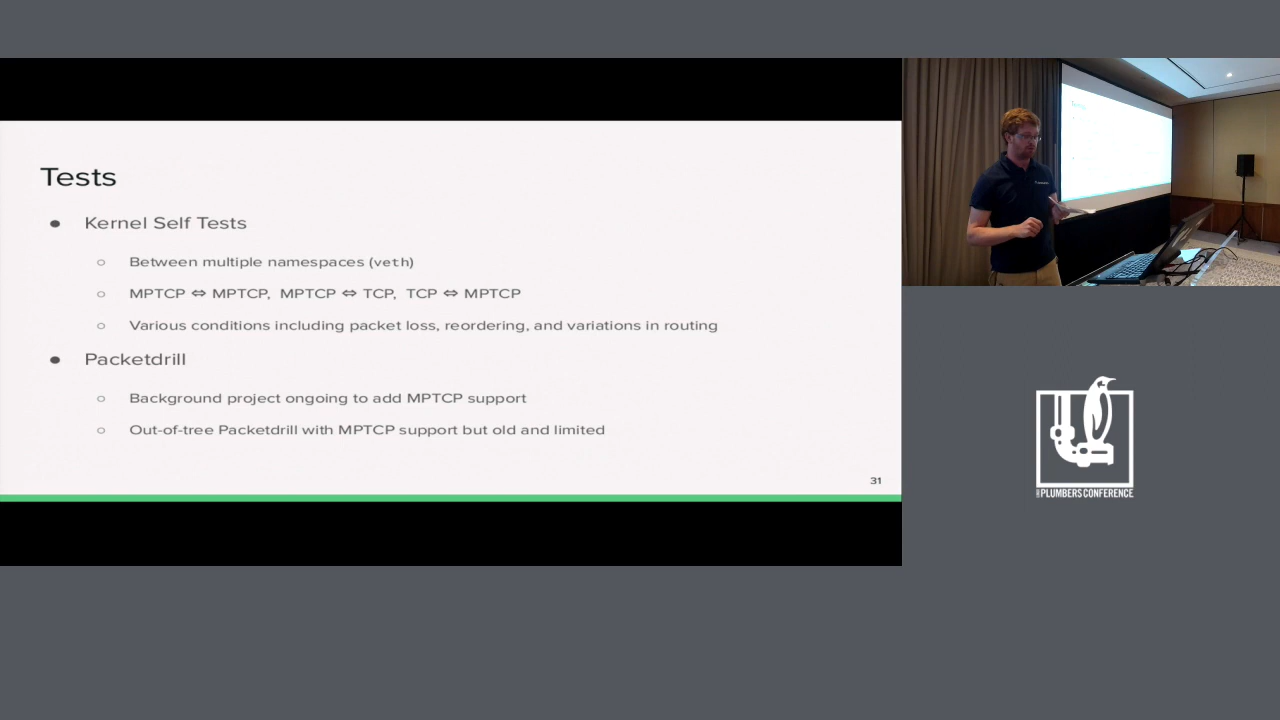 Tests
● Kernel Self Tests
○ Between multiple namespaces (veth)
○ MPTCP ⇔ MPTCP, MPTCP ⇔ TCP, TCP ⇔ MPTCP
○ Various conditions including packet loss, reordering, and variations in routing
● Packetdrill
○ Background project ongoing to add MPTCP support
○ Out-of-tree Packetdrill with MPTCP support but old and limited
31
PLUMBERS CONFERENCE